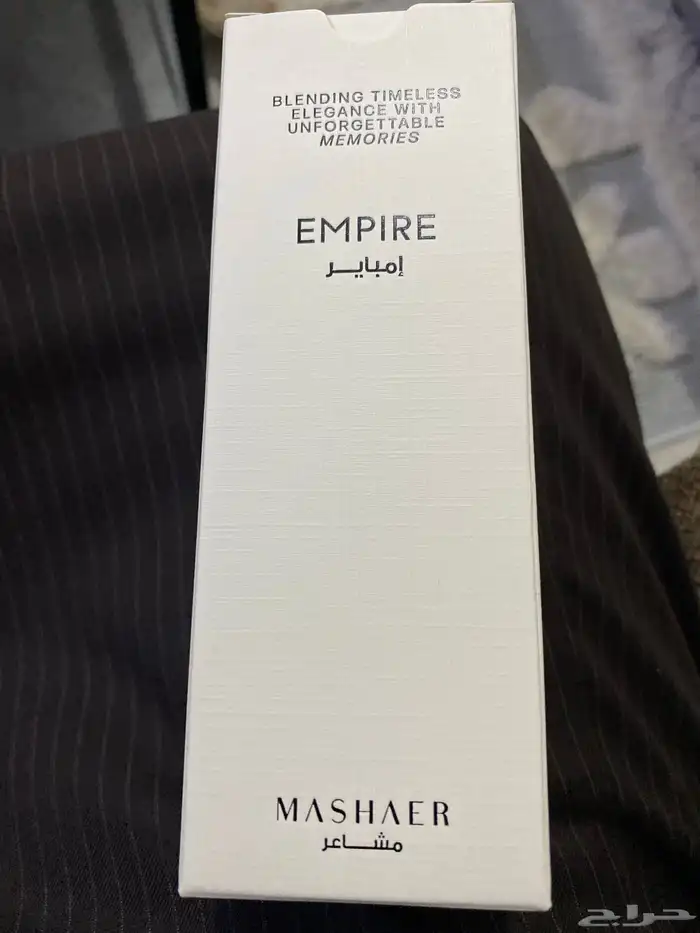 BLENDING TIMELESS
ELEGANCE WITH
UNFORGETTABLE
MEMORIES
EMPIRE
إمباير
MASHAER
مشاعر
حراج